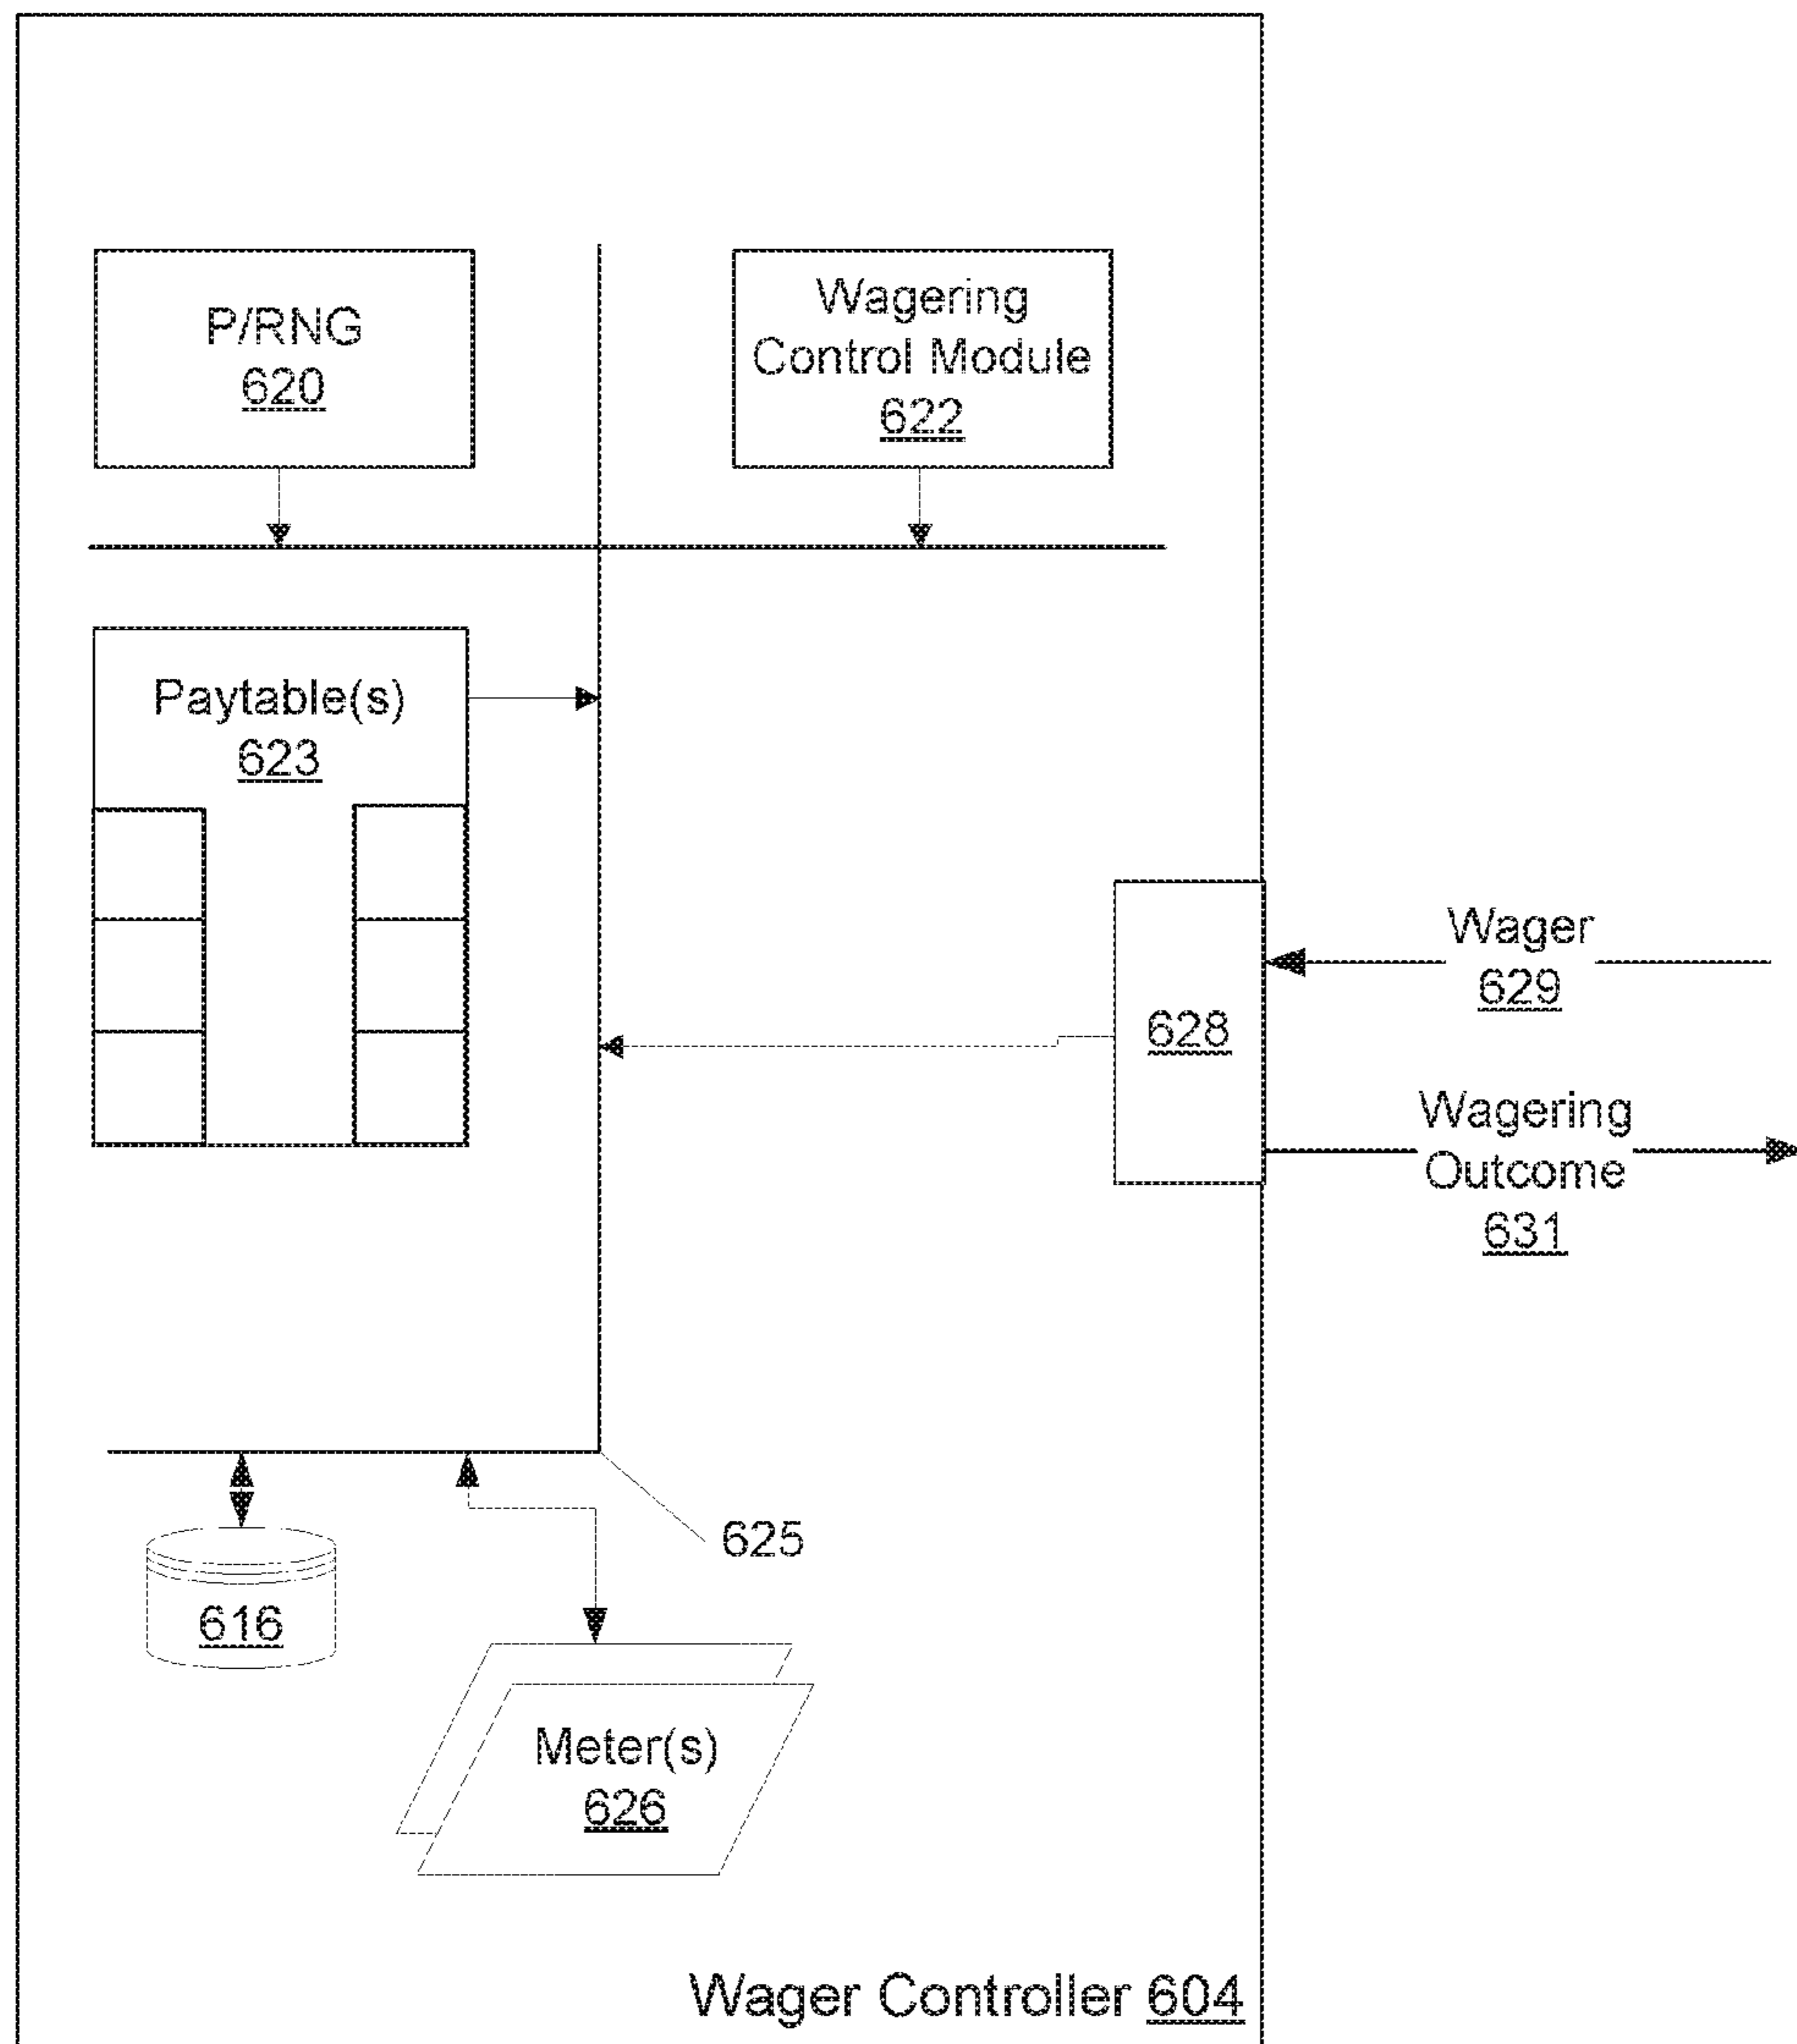 P/RNG
620
Wagering
Control Module
622
Paytable(s)
623
628
Wager
629
Wagering
Outcome
631
625
616
Meter(s)
626
Wager Controller 604